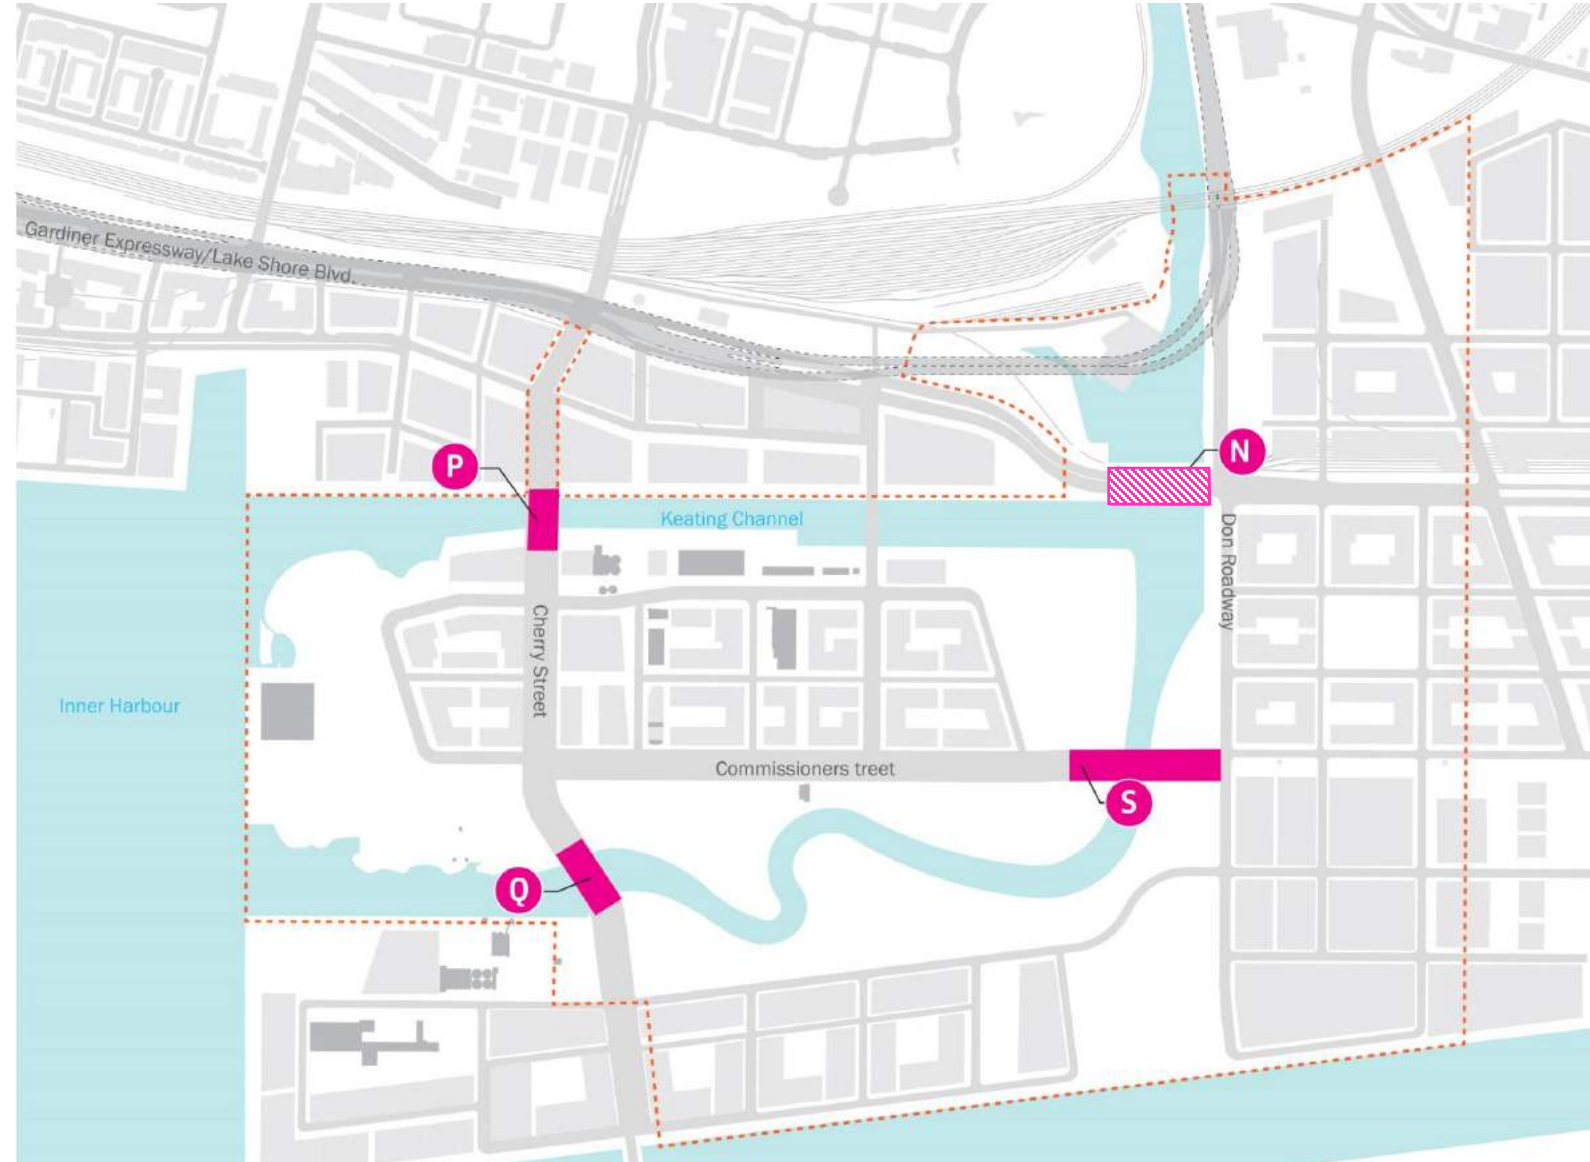 Gardiner Expressway/Lake Shore Blvd.
P
N
Keating Channel
Don Roadway
Cherry Street
Inner Harbour
Commissioners treet
S
Q